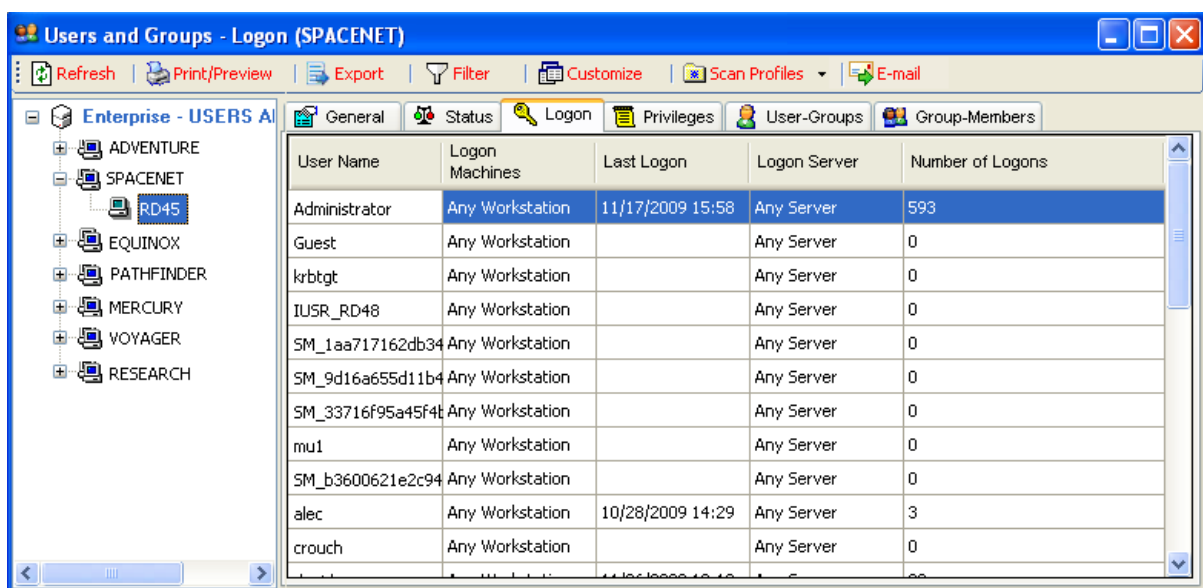 Users and Groups - Logon (SPACENET)
Refresh Print/Preview Export Filter Customize Scan Profiles E-mail
Enterprise - USERS
ADVENTURE
SPACENET
RD45
EQUINOX
PATHFINDER
MERCURY
VOYAGER
RESEARCH
General Status Logon Privileges User-Groups Group-Members
User Name Logon Machines Last Logon Logon Server Number of Logons
Administrator Any Workstation 11/17/2009 15:58 Any Server 593
Guest Any Workstation Any Server 0
krbtgt Any Workstation Any Server 0
IUSR_RD48 Any Workstation Any Server 0
SM_1aa717162db34 Any Workstation Any Server 0
SM_9d16a655d11b4 Any Workstation Any Server 0
SM_33716f95a45f4 Any Workstation Any Server 0
mu1 Any Workstation Any Server 0
SM_b3600621e2c94 Any Workstation Any Server 0
alec Any Workstation 10/28/2009 14:29 Any Server 3
crouch Any Workstation Any Server 0